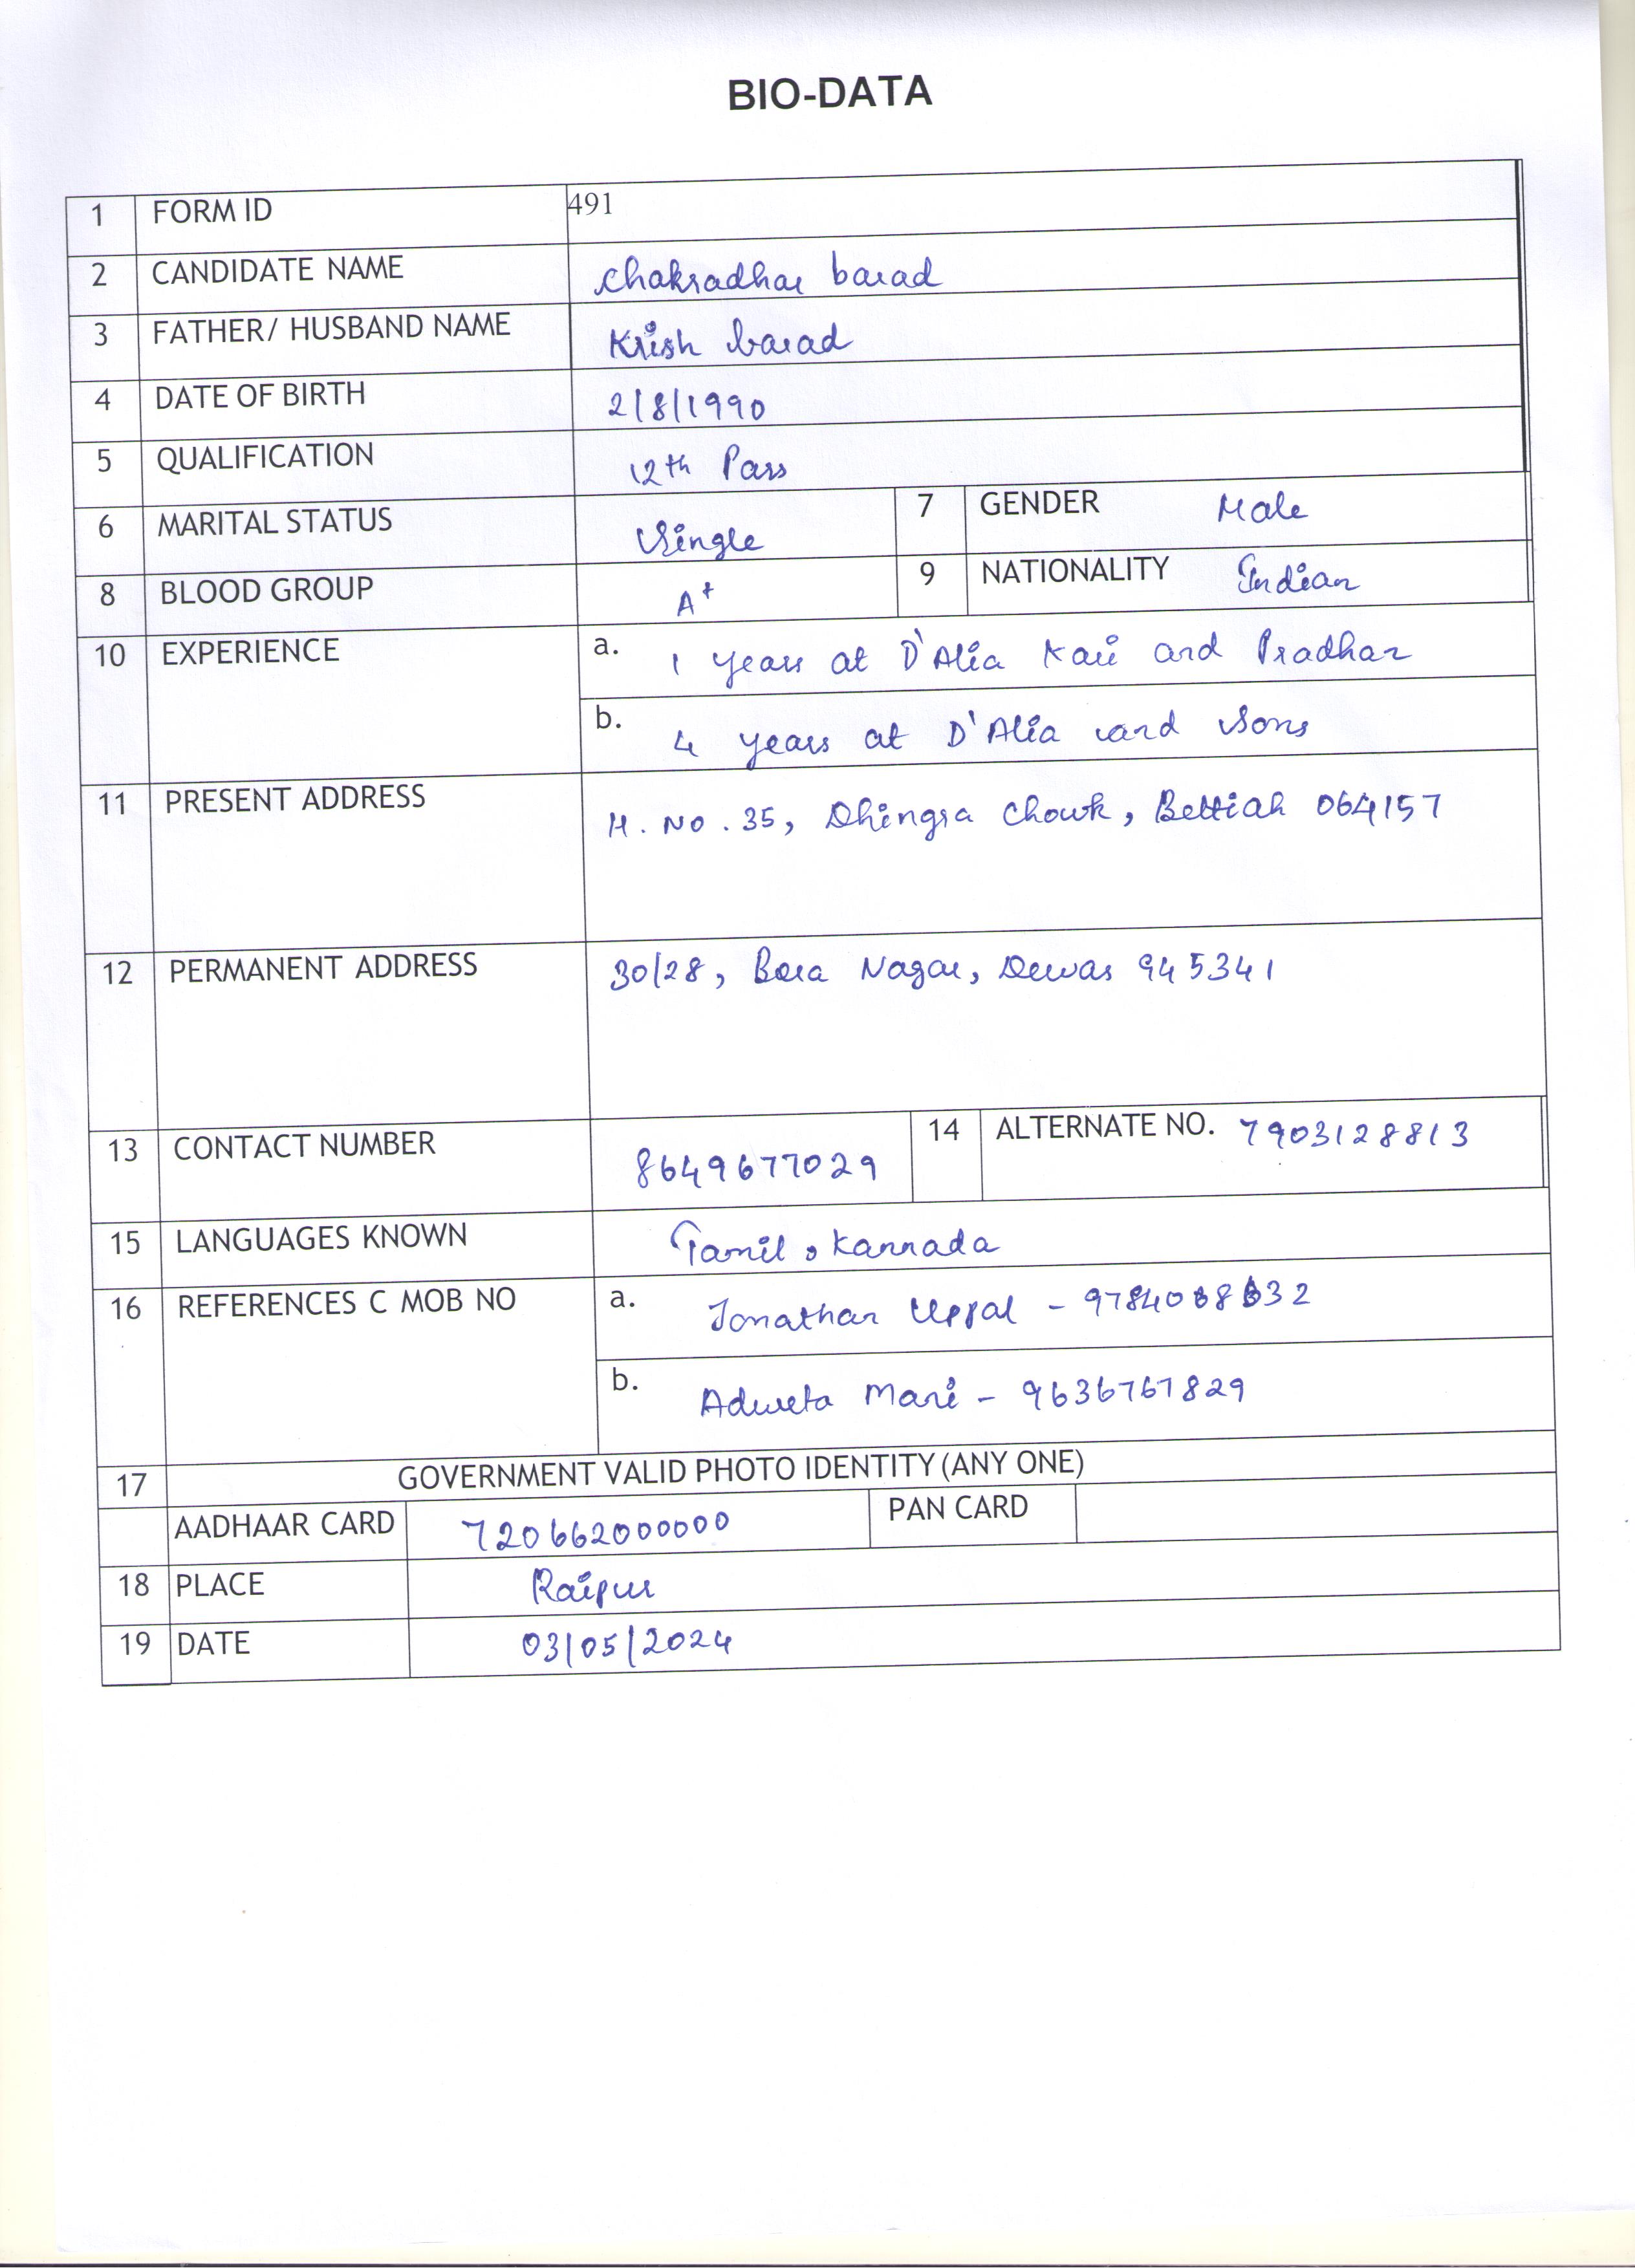 BIO-DATA
1 FORM ID 491
2 CANDIDATE NAME Chakradhar barad
3 FATHER/ HUSBAND NAME Krish barad
4 DATE OF BIRTH 2/8/1990
5 QUALIFICATION 12th Pass
6 MARITAL STATUS Single 7 GENDER Male
8 BLOOD GROUP A+ 9 NATIONALITY Indian
10 EXPERIENCE a. 1 years at D'Alia Kari and Pradhar
b. 4 years at D'Alia and Sons
11 PRESENT ADDRESS H. No. 35, Dhingra Chowk, Bettiah 064157
12 PERMANENT ADDRESS 30/28, Bora Nagar, Dewas 945341
13 CONTACT NUMBER 8649677029 14 ALTERNATE NO. 7903128813
15 LANGUAGES KNOWN Tamil, Kannada
16 REFERENCES C MOB NO a. Jonathan Uppal -
b. Adweta Mani - 9636767829
17 GOVERNMENT VALID PHOTO IDENTITY (ANY ONE)
AADHAAR CARD 720662000000 PAN CARD
18 PLACE Raipur
19 DATE 03/05/2024